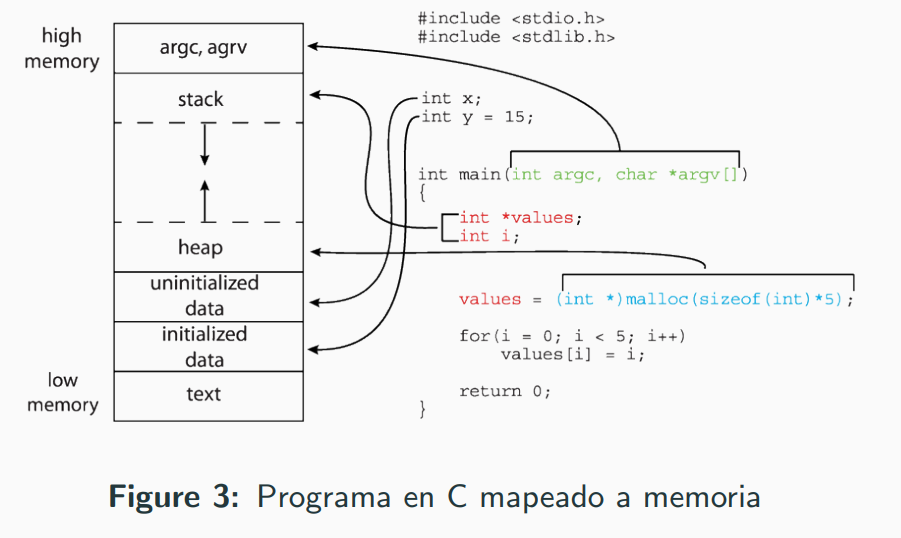 high
memory
argc, agrv
stack
heap
uninitialized
data
initialized
data
low
memory
text
#include <stdio.h>
#include <stdlib.h>
int x;
int y = 15;
int main(int argc, char *argv[])
{
int *values;
int i;
values = (int *)malloc(sizeof(int)*5);
for(i = 0; i < 5; i++)
values[i] = i;
return 0;
}
Figure 3: Programa en C mapeado a memoria